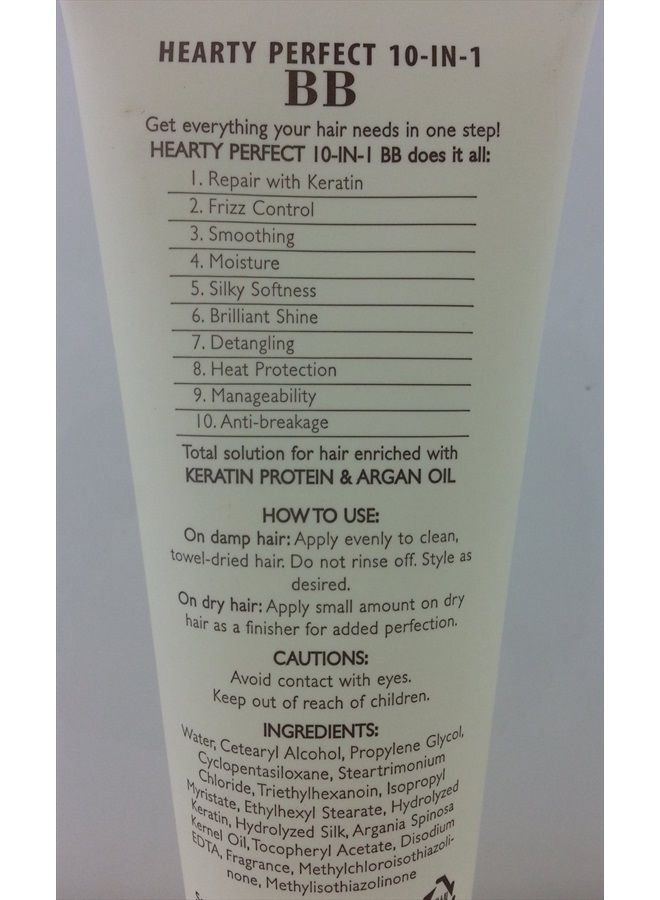 HEARTY PERFECT 10-IN-1
BB
Get everything your hair needs in one step!
HEARTY PERFECT 10-IN-1 BB does it all:
1. Repair with Keratin
2. Frizz Control
3. Smoothing
4. Moisture
5. Silky Softness
6. Brilliant Shine
7. Detangling
8. Heat Protection
9. Manageability
10. Anti-breakage
Total solution for hair enriched with
KERATIN PROTEIN & ARGAN OIL
HOW TO USE:
On damp hair: Apply evenly to clean,
towel-dried hair. Do not rinse off. Style as
desired.
On dry hair: Apply small amount on dry
hair as a finisher for added perfection.
CAUTIONS:
Avoid contact with eyes.
Keep out of reach of children.
INGREDIENTS:
Water, Cetearyl Alcohol, Propylene Glycol,
Cyclopentasiloxane, Steartrimonium
Chloride, Triethylhexanoin, Isopropyl
Myristate, Ethylhexyl Stearate, Hydrolyzed
Keratin, Hydrolyzed Silk, Argania Spinosa
Kernel Oil, Tocopheryl Acetate, Disodium
EDTA, Fragrance, Methylchloroisothiazoli-
none, Methylisothiazolinone